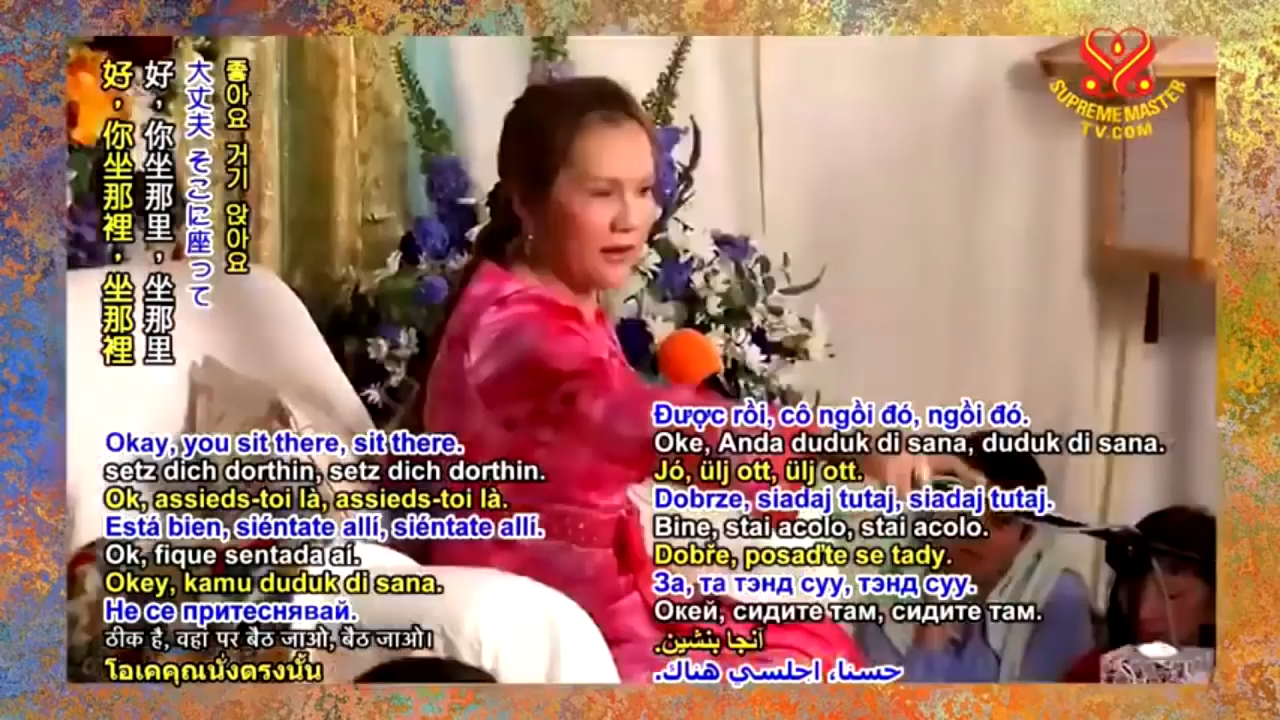 좋아요 거기 앉아요
大丈夫 そこに座って
好，你坐那里，坐那里
好，你坐那裡，坐那裡
SUPREME MASTER
TV.COM
Okay, you sit there, sit there.
setz dich dorthin, setz dich dorthin.
Ok, assieds-toi là, assieds-toi là.
Está bien, siéntate allí, siéntate allí.
Ok, fique sentada aí.
Okey, kamu duduk di sana.
Не се притеснявай.
ठीक है, वहां पर बैठ जाओ, बैठ जाओ।
โอเคคุณนั่งตรงนั้น
Được rồi, cô ngồi đó, ngồi đó.
Oke, Anda duduk di sana, duduk di sana.
Jó, ülj ott, ülj ott.
Dobrze, siadaj tutaj, siadaj tutaj.
Bine, stai acolo, stai acolo.
Dobře, posaďte se tady.
За, та тэнд суу, тэнд суу.
Окей, сидите там, сидите там.
آنجا بنشین.
حسنا، اجلسي هناك.